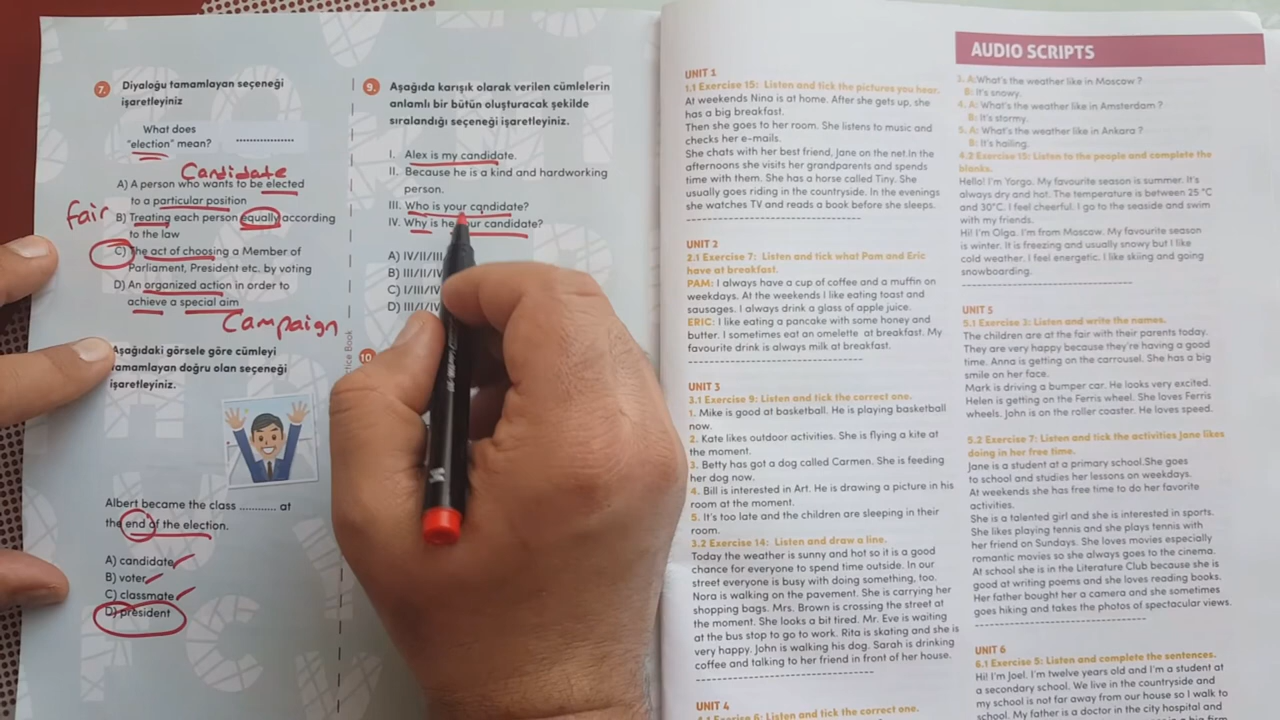 7. Diyaloğu tamamlayan seçeneği
işaretleyiniz
What does
"election" mean? ..................
Candidate
A) A person who wants to be elected
to a particular position
fair
B) Treating each person equally according
to the law
C) The act of choosing a Member of
Parliament, President etc. by voting
D) An organized action in order to
achieve a special aim
Campaign
Aşağıdaki görsele göre cümleyi
tamamlayan doğru olan seçeneği
işaretleyiniz.
Albert became the class ............ at
the end of the election.
A) candidate
B) voter
C) classmate
D) president
9. Aşağıda karışık olarak verilen cümlelerin
anlamlı bir bütün oluşturacak şekilde
sıralandığı seçeneği işaretleyiniz.
I. Alex is my candidate.
II. Because he is a kind and hardworking
person.
III. Who is your candidate?
IV. Why is he your candidate?
A) IV/II/III
B) III/II/IV
C) I/III/IV
D) III/I/IV
10.
ctice Book
AUDIO SCRIPTS
UNIT 1
1.1 Exercise 15: Listen and tick the pictures you hear.
At weekends Nina is at home. After she gets up, she
has a big breakfast.
Then she goes to her room. She listens to music and
checks her e-mails.
She chats with her best friend, Jane on the net.In the
afternoons she visits her grandparents and spends
time with them. She has a horse called Tiny. She
usually goes riding in the countryside. In the evenings
she watches TV and reads a book before she sleeps.
UNIT 2
2.1 Exercise 7: Listen and tick what Pam and Eric
have at breakfast.
PAM: I always have a cup of coffee and a muffin on
weekdays. At the weekends I like eating toast and
sausages. I always drink a glass of apple juice.
ERIC: I like eating a pancake with some honey and
butter. I sometimes eat an omelette at breakfast. My
favourite drink is always milk at breakfast.
UNIT 3
3.1 Exercise 9: Listen and tick the correct one.
1. Mike is good at basketball. He is playing basketball
now.
2. Kate likes outdoor activities. She is flying a kite at
the moment.
3. Betty has got a dog called Carmen. She is feeding
her dog now.
4. Bill is interested in Art. He is drawing a picture in his
room at the moment.
5. It's too late and the children are sleeping in their
room.
3.2 Exercise 14: Listen and draw a line.
Today the weather is sunny and hot so it is a good
chance for everyone to spend time outside. In our
street everyone is busy with doing something, too.
Nora is walking on the pavement. She is carrying her
shopping bags. Mrs. Brown is crossing the street at
the moment. She looks a bit tired. Mr. Eve is waiting
at the bus stop to go to work. Rita is skating and she is
very happy. John is walking his dog. Sarah is drinking
coffee and talking to her friend in front of her house.
UNIT 4
Listen and tick the correct one.
3. A: What's the weather like in Moscow ?
B: It's snowy.
4. A: What's the weather like in Amsterdam ?
B: It's stormy.
5. A: What's the weather like in Ankara ?
B: It's hailing.
4.2 Exercise 15: Listen to the people and complete the
blanks.
Hello! I'm Yorgo. My favourite season is summer. It's
always dry and hot. The temperature is between 25 °C
and 30°C. I feel cheerful. I go to the seaside and swim
with my friends.
Hi! I'm Olga. I'm from Moscow. My favourite season
is winter. It is freezing and usually snowy but I like
cold weather. I feel energetic. I like skiing and going
snowboarding.
UNIT 5
5.1 Exercise 3: Listen and write the names.
The children are at the fair with their parents today.
They are very happy because they're having a good
time. Anna is getting on the carrousel. She has a big
smile on her face.
Mark is driving a bumper car. He looks very excited.
Helen is getting on the Ferris wheel. She loves Ferris
wheels. John is on the roller coaster. He loves speed.
5.2 Exercise 7: Listen and tick the activities Jane likes
doing in her free time.
Jane is a student at a primary school.She goes
to school and studies her lessons on weekdays.
At weekends she has free time to do her favorite
activities.
She is a talented girl and she is interested in sports.
She likes playing tennis and she plays tennis with
her friend on Sundays. She loves movies especially
romantic movies so she always goes to the cinema.
At school she is in the Literature Club because she is
good at writing poems and she loves reading books.
Her father bought her a camera and she sometimes
goes hiking and takes the photos of spectacular views.
UNIT 6
6.1 Exercise 5: Listen and complete the sentences.
Hi! I'm Joel. I'm twelve years old and I'm a student at
a secondary school. We live in the countryside and
my school is not far away from our house so I walk to
school. My father is a doctor in the city hospital and